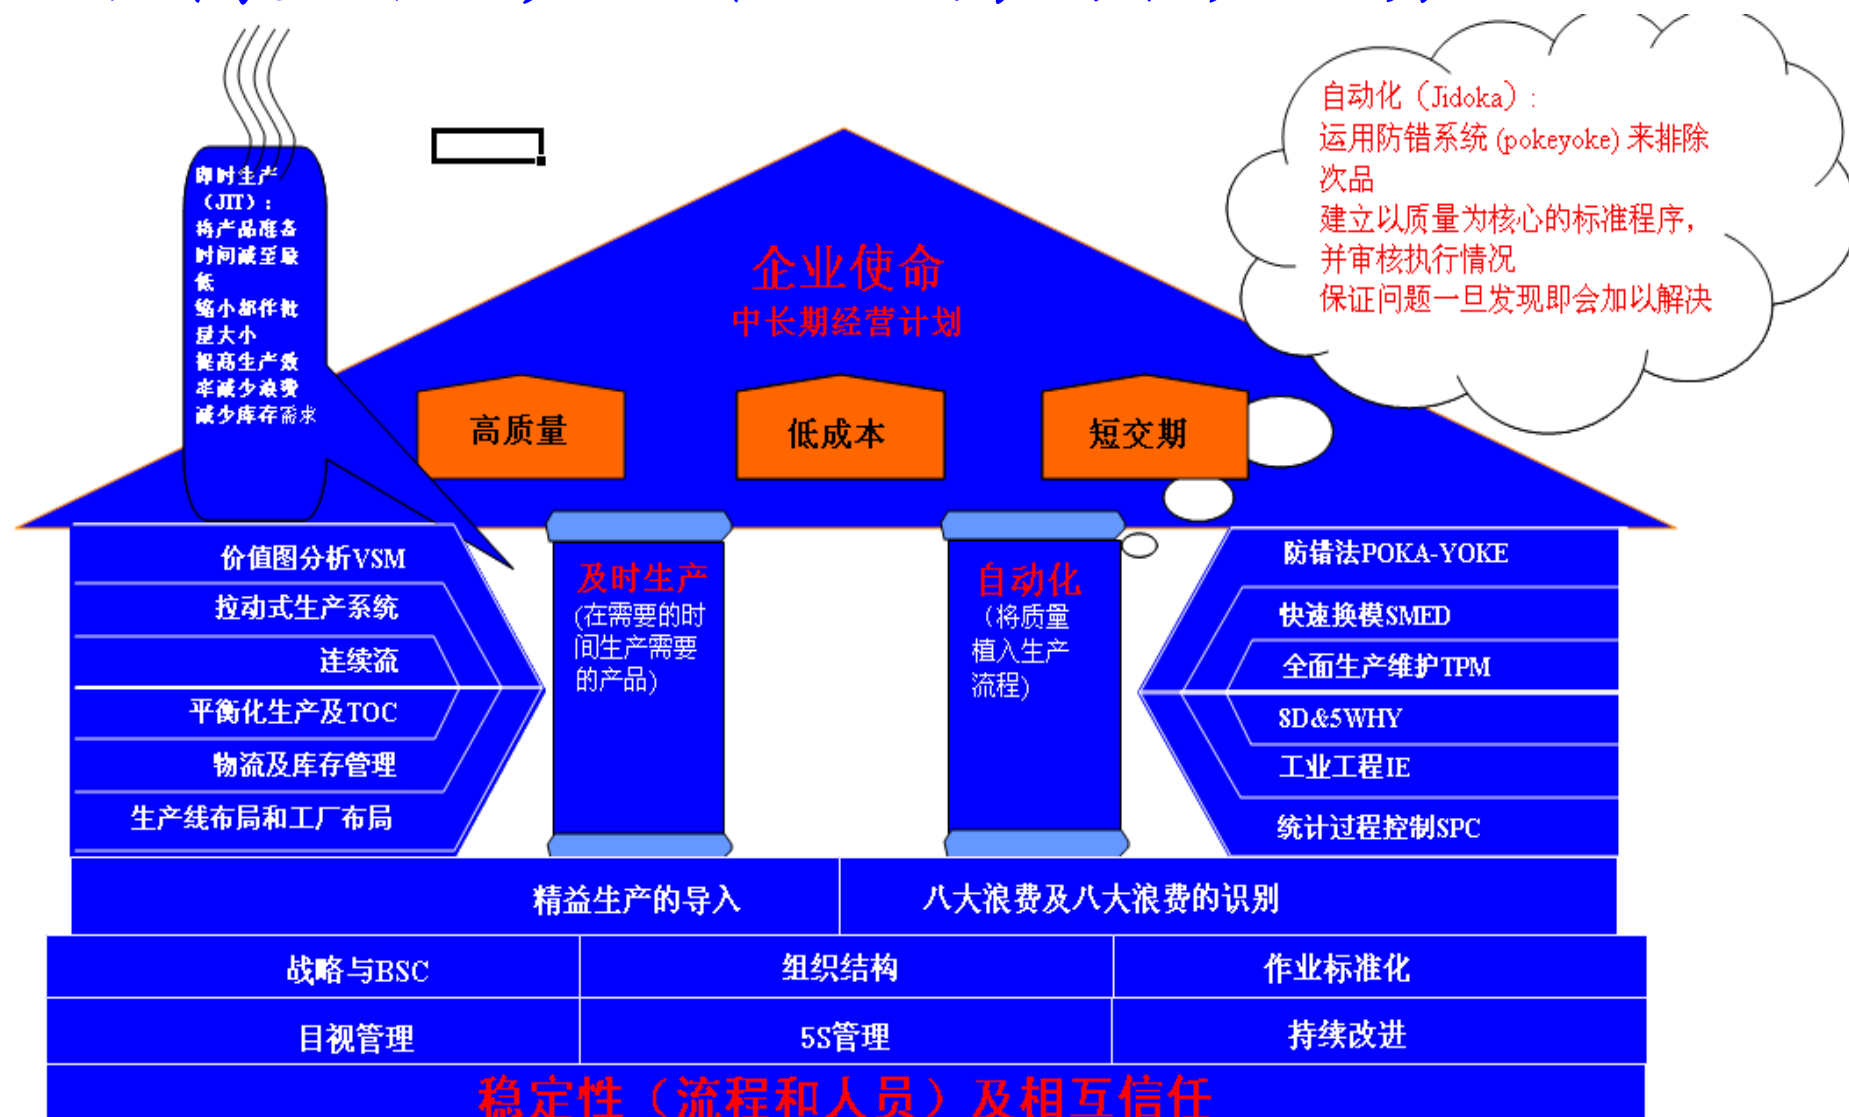 自动化（Jidoka）:
运用防错系统 (pokeyoke) 来排除
次品
建立以质量为核心的标准程序，
并审核执行情况
保证问题一旦发现即会加以解决
即时生产
（JIT）:
将产品准备
时间减至最
低
缩小部件批
量大小
提高生产效
率减少浪费
减少库存需求
企业使命
中长期经营计划
高质量
低成本
短交期
价值图分析VSM
拉动式生产系统
连续流
平衡化生产及TOC
物流及库存管理
生产线布局和工厂布局
及时生产
(在需要的时
间生产需要
的产品)
自动化
（将质量
植入生产
流程)
防错法POKA-YOKE
快速换模SMED
全面生产维护TPM
8D&5WHY
工业工程IE
统计过程控制SPC
精益生产的导入
八大浪费及八大浪费的识别
战略与BSC
组织结构
作业标准化
目视管理
5S管理
持续改进
稳定性（流程和人员）及相互信任